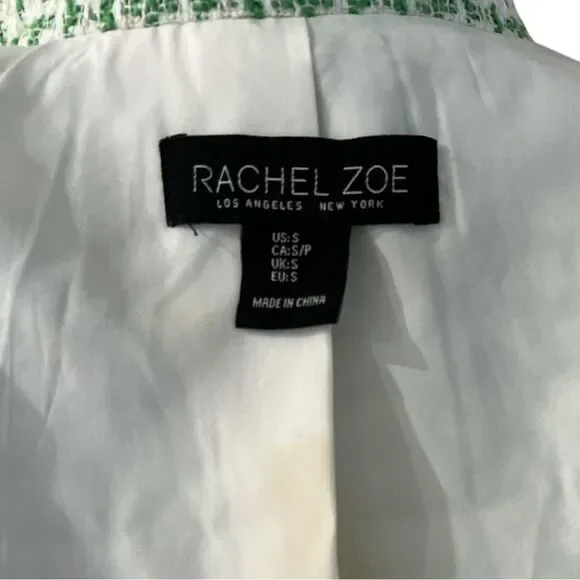 RACHEL ZOE
LOS ANGELES NEW YORK
US:S
CA:S/P
UK:S
EU:S
MADE IN CHINA